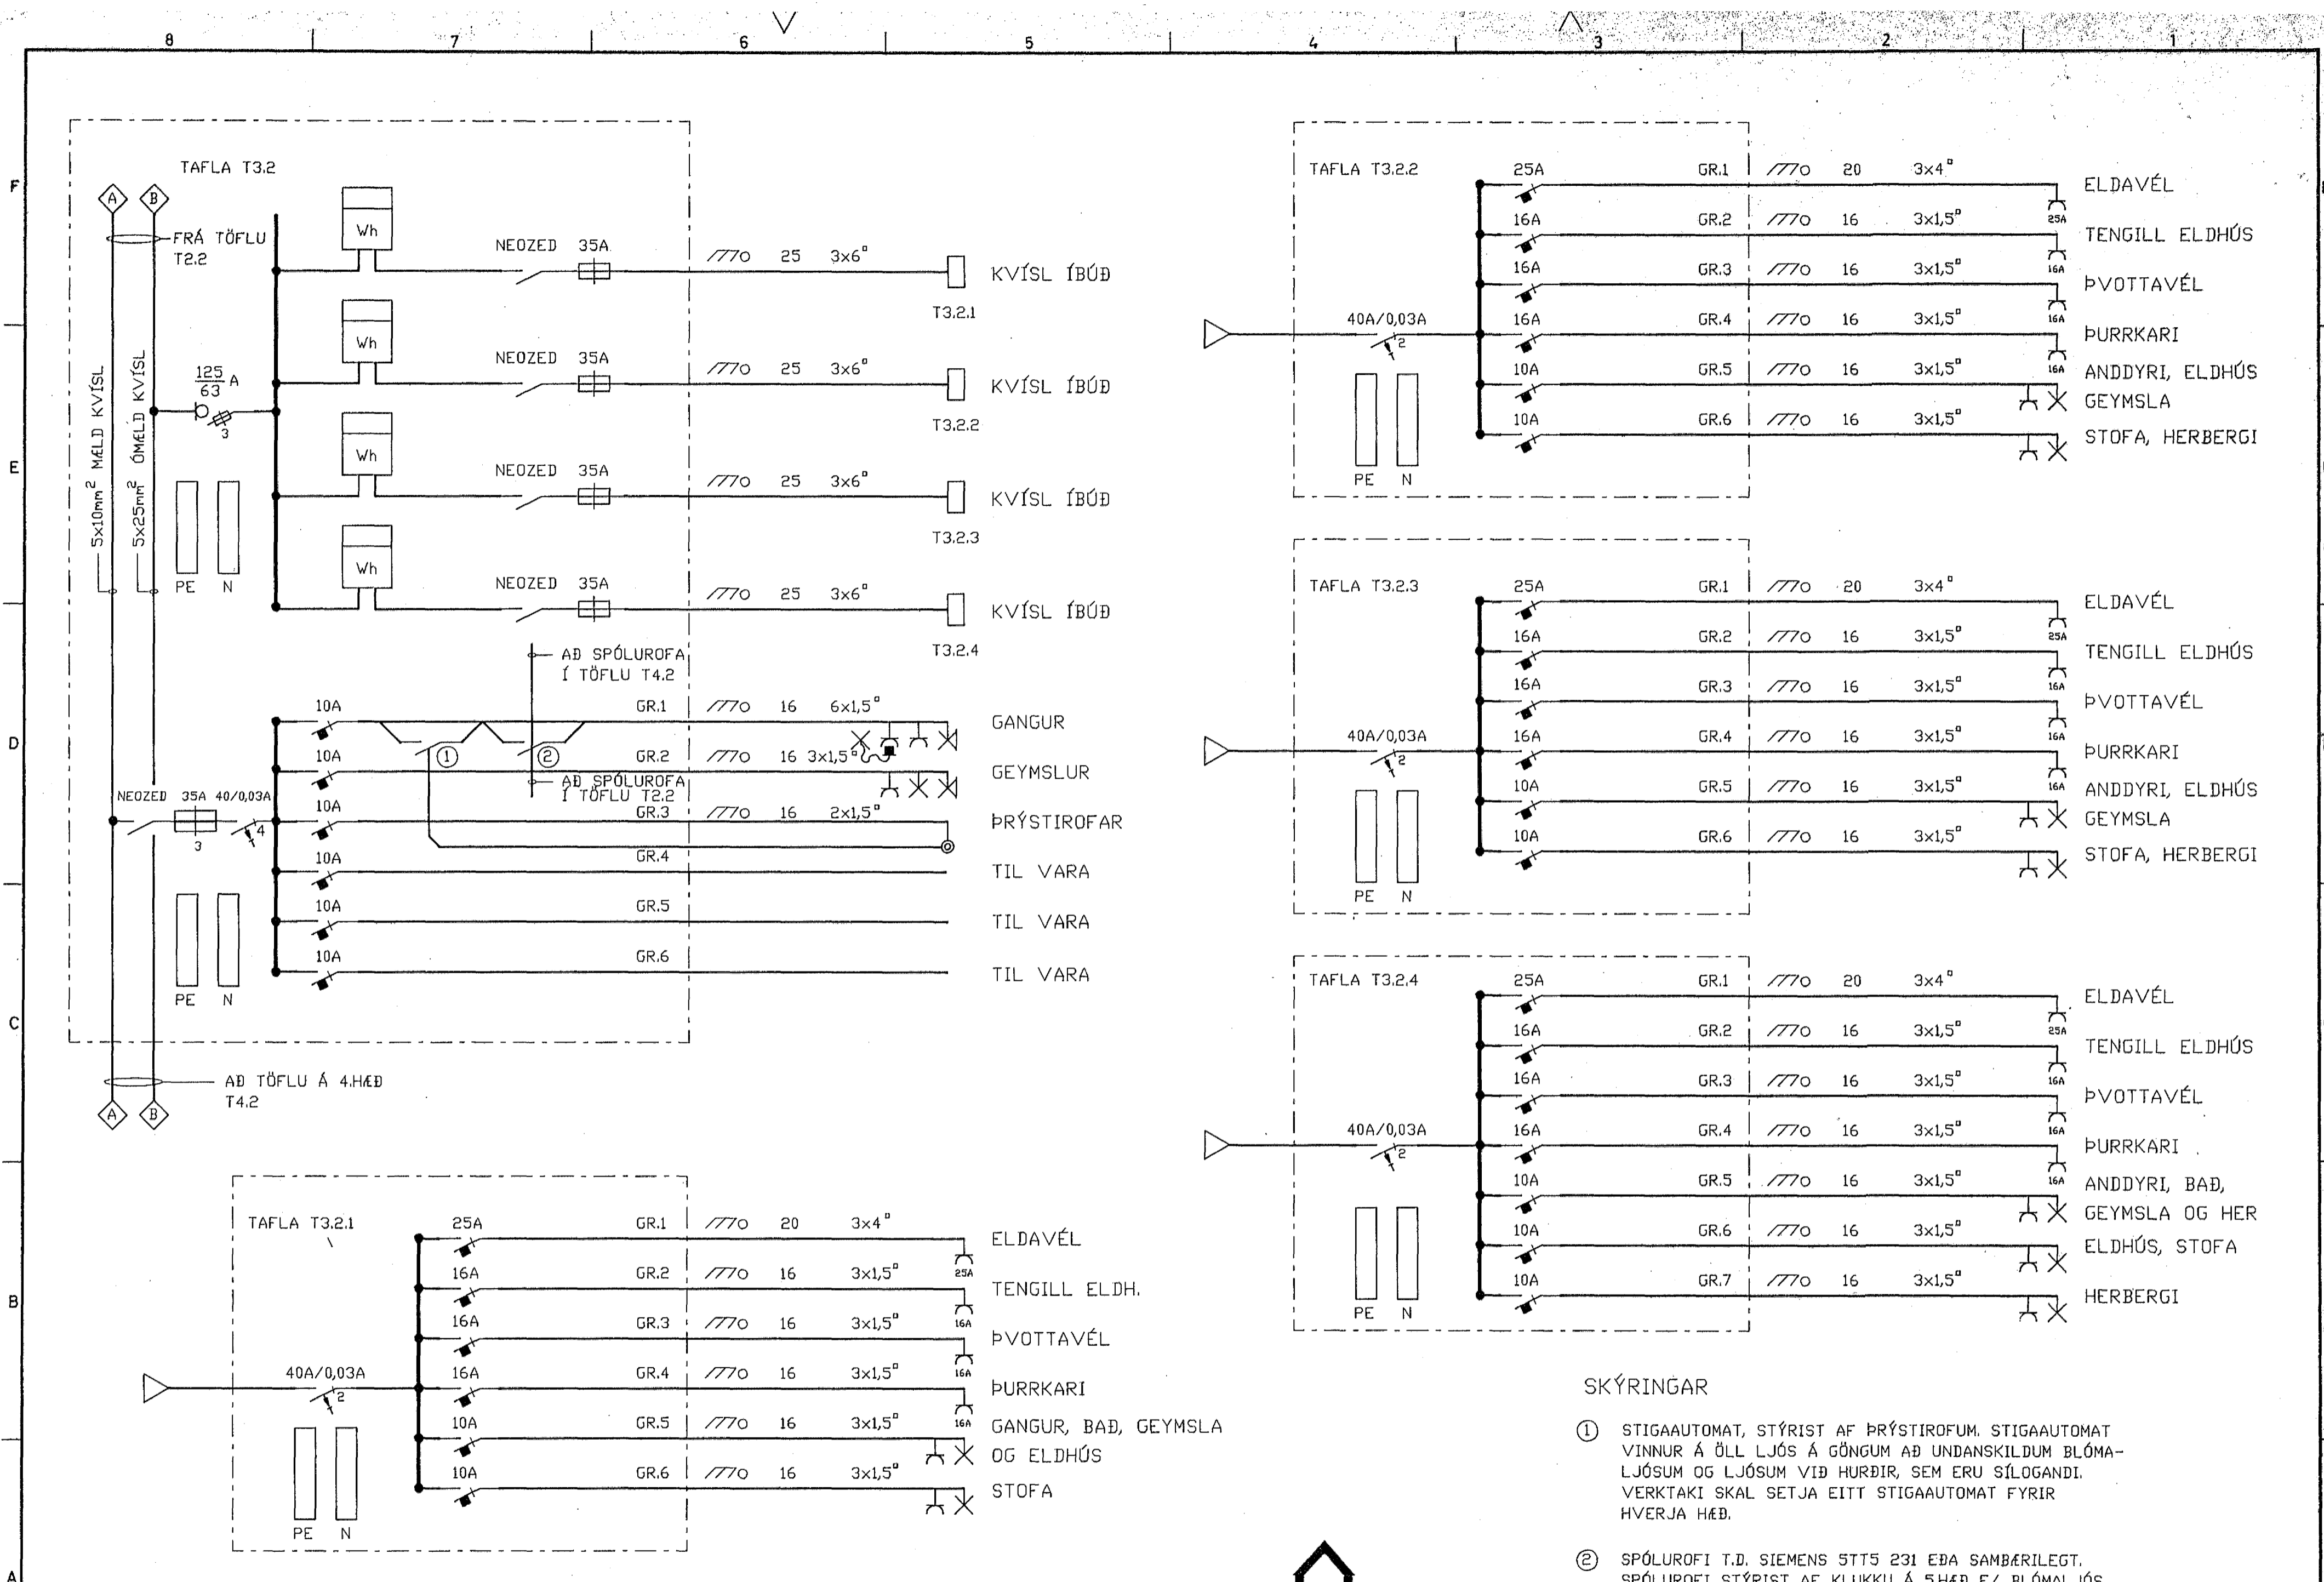 8 7 6 5 4 3 2 1
F
E
D
C
B
A
TAFLA T3.2
A B
FRÁ TÖFLU
T2.2
5x10mm² MÆLD KVÍSL
5x25mm² ÓMÆLD KVÍSL
125
63 A
3
PE N
Wh
NEOZED 35A 25 3x6▫
KVÍSL ÍBÚÐ
T3.2.1
Wh
NEOZED 35A 25 3x6▫
KVÍSL ÍBÚÐ
T3.2.2
Wh
NEOZED 35A 25 3x6▫
KVÍSL ÍBÚÐ
T3.2.3
Wh
NEOZED 35A 25 3x6▫
KVÍSL ÍBÚÐ
T3.2.4
AÐ SPÓLUROFA
Í TÖFLU T4.2
10A GR.1 16 6x1,5▫
GANGUR
1 2
10A GR.2 16 3x1,5▫
GEYMSLUR
AÐ SPÓLUROFA
Í TÖFLU T2.2
NEOZED 35A 40/0,03A
3 4
10A GR.3 16 2x1,5▫
ÞRÝSTIROFAR
10A GR.4
TIL VARA
10A GR.5
TIL VARA
10A GR.6
TIL VARA
PE N
AÐ TÖFLU Á 4.HÆÐ
T4.2
A B
TAFLA T3.2.1
40A/0,03A
2
PE N
25A GR.1 20 3x4▫
ELDAVÉL
25A
16A GR.2 16 3x1,5▫
TENGILL ELDH.
16A
16A GR.3 16 3x1,5▫
ÞVOTTAVÉL
16A
16A GR.4 16 3x1,5▫
ÞURRKARI
16A
10A GR.5 16 3x1,5▫
GANGUR, BAÐ, GEYMSLA
OG ELDHÚS
10A GR.6 16 3x1,5▫
STOFA
TAFLA T3.2.2
40A/0,03A
2
PE N
25A GR.1 20 3x4▫
ELDAVÉL
25A
16A GR.2 16 3x1,5▫
TENGILL ELDHÚS
16A
16A GR.3 16 3x1,5▫
ÞVOTTAVÉL
16A
16A GR.4 16 3x1,5▫
ÞURRKARI
16A
10A GR.5 16 3x1,5▫
ANDDYRI, ELDHÚS
GEYMSLA
10A GR.6 16 3x1,5▫
STOFA, HERBERGI
TAFLA T3.2.3
40A/0,03A
2
PE N
25A GR.1 20 3x4▫
ELDAVÉL
25A
16A GR.2 16 3x1,5▫
TENGILL ELDHÚS
16A
16A GR.3 16 3x1,5▫
ÞVOTTAVÉL
16A
16A GR.4 16 3x1,5▫
ÞURRKARI
16A
10A GR.5 16 3x1,5▫
ANDDYRI, ELDHÚS
GEYMSLA
10A GR.6 16 3x1,5▫
STOFA, HERBERGI
TAFLA T3.2.4
40A/0,03A
2
PE N
25A GR.1 20 3x4▫
ELDAVÉL
25A
16A GR.2 16 3x1,5▫
TENGILL ELDHÚS
16A
16A GR.3 16 3x1,5▫
ÞVOTTAVÉL
16A
16A GR.4 16 3x1,5▫
ÞURRKARI
16A
10A GR.5 16 3x1,5▫
ANDDYRI, BAÐ,
GEYMSLA OG HER
10A GR.6 16 3x1,5▫
ELDHÚS, STOFA
10A GR.7 16 3x1,5▫
HERBERGI
SKÝRINGAR
1 STIGAAUTOMAT, STÝRIST AF ÞRÝSTIROFUM. STIGAAUTOMAT
VINNUR Á ÖLL LJÓS Á GÖNGUM AÐ UNDANSKILDUM BLÓMA-
LJÓSUM OG LJÓSUM VIÐ HURÐIR, SEM ERU SÍLOGANDI.
VERKTAKI SKAL SETJA EITT STIGAAUTOMAT FYRIR
HVERJA HÆÐ.
2 SPÓLUROFI T.D. SIEMENS 5TT5 231 EÐA SAMBÆRILEGT.
SPÓLUROFI STÝRIST AF KLUKKU Á 5.HÆÐ F/ BLÓMALJÓS